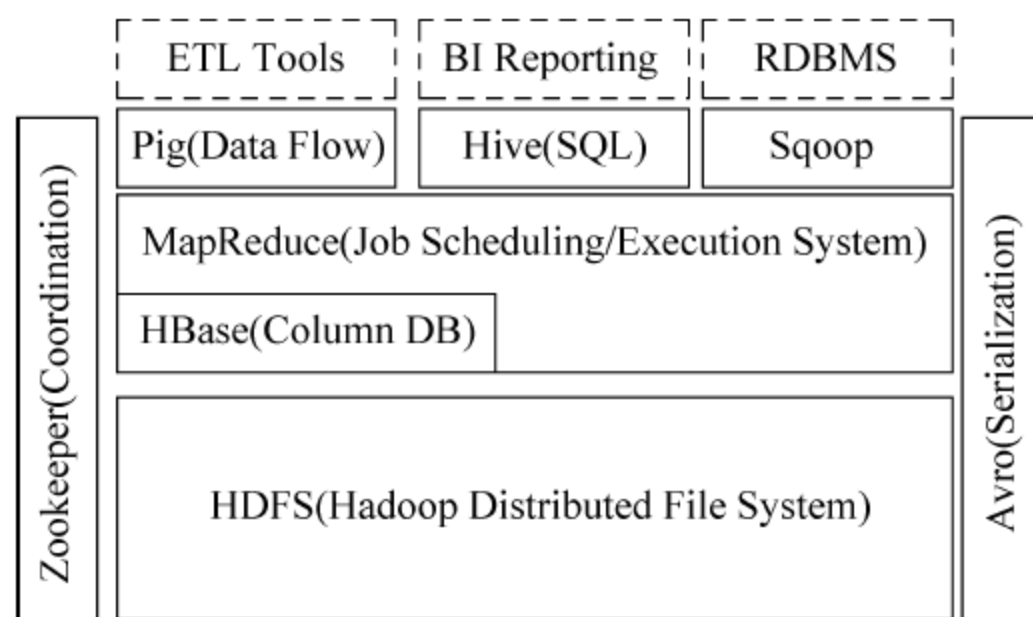 ETL Tools
BI Reporting
RDBMS
Pig(Data Flow)
Hive(SQL)
Sqoop
Zookeeper(Coordination)
MapReduce(Job Scheduling/Execution System)
HBase(Column DB)
Avro(Serialization)
HDFS(Hadoop Distributed File System)